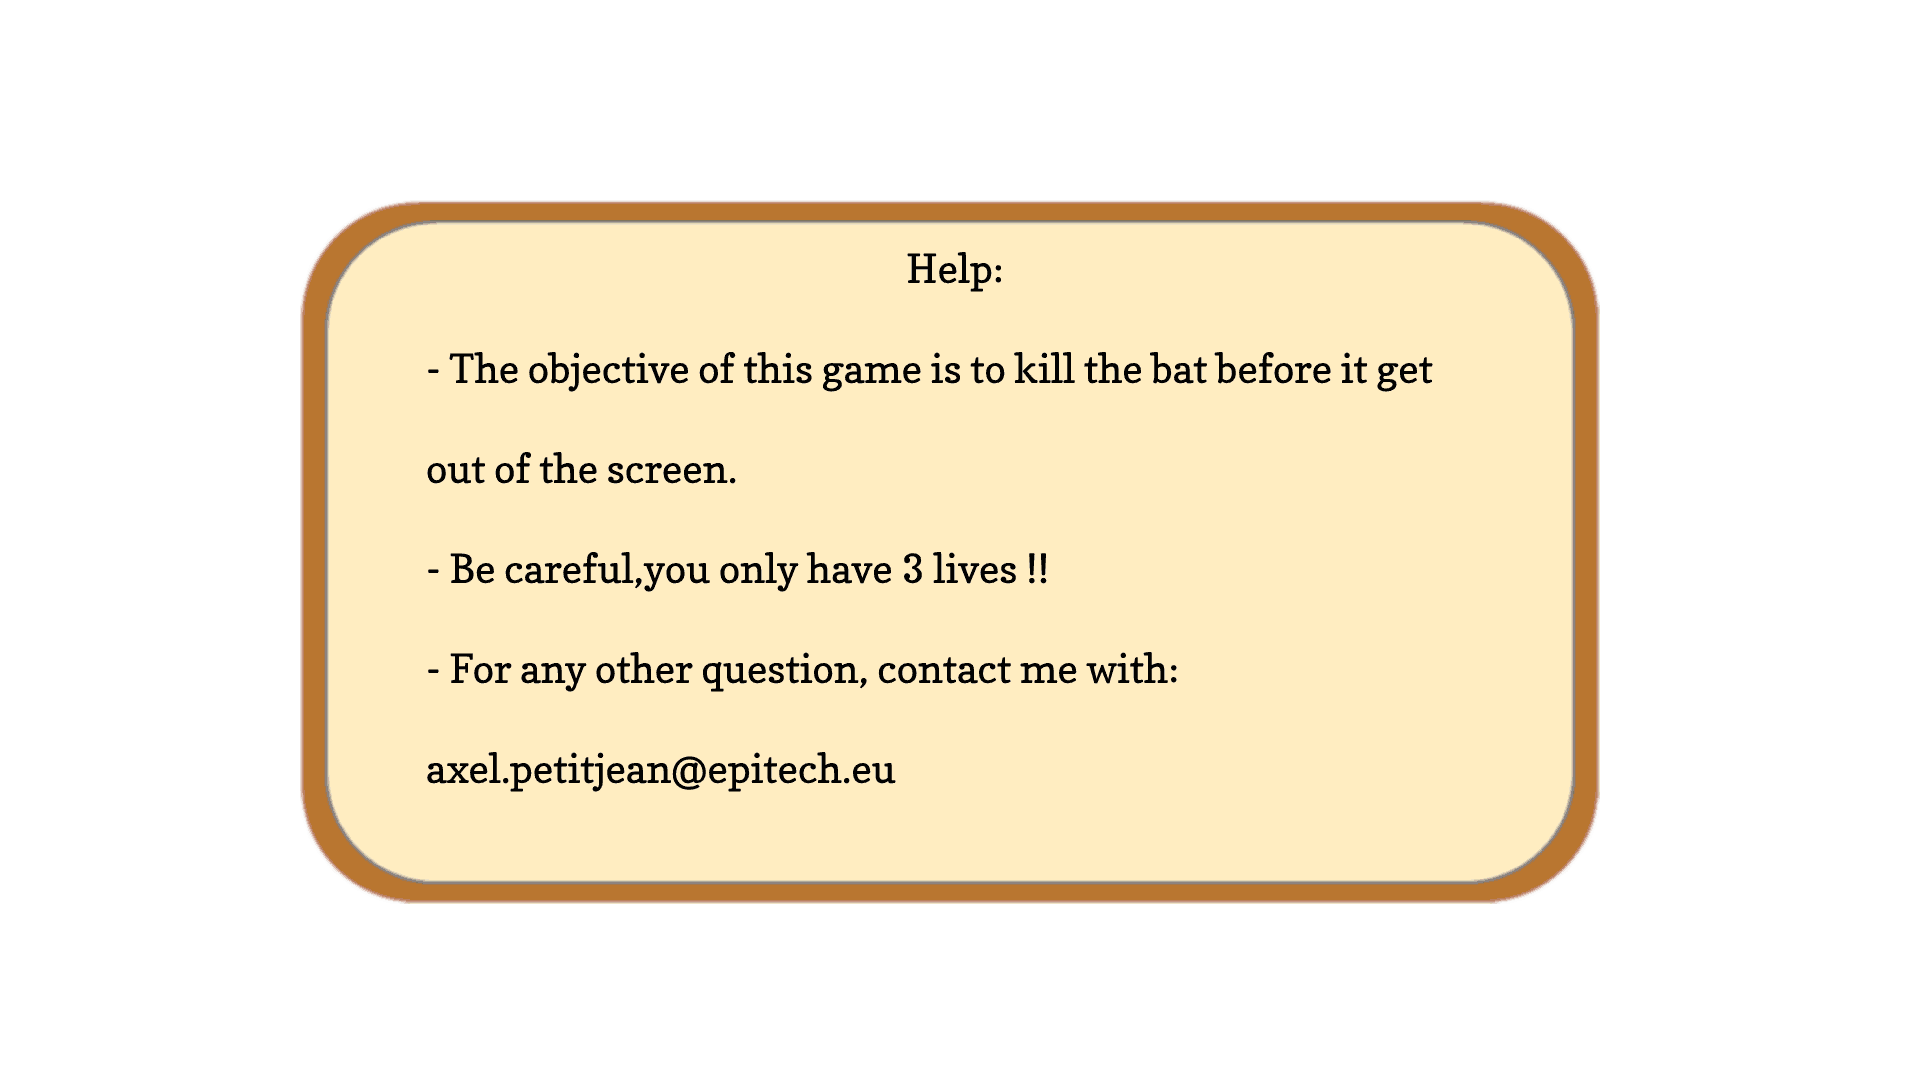 Help:
- The objective of this game is to kill the bat before it get
out of the screen.
- Be careful,you only have 3 lives !!
- For any other question, contact me with:
axel.petitjean@epitech.eu